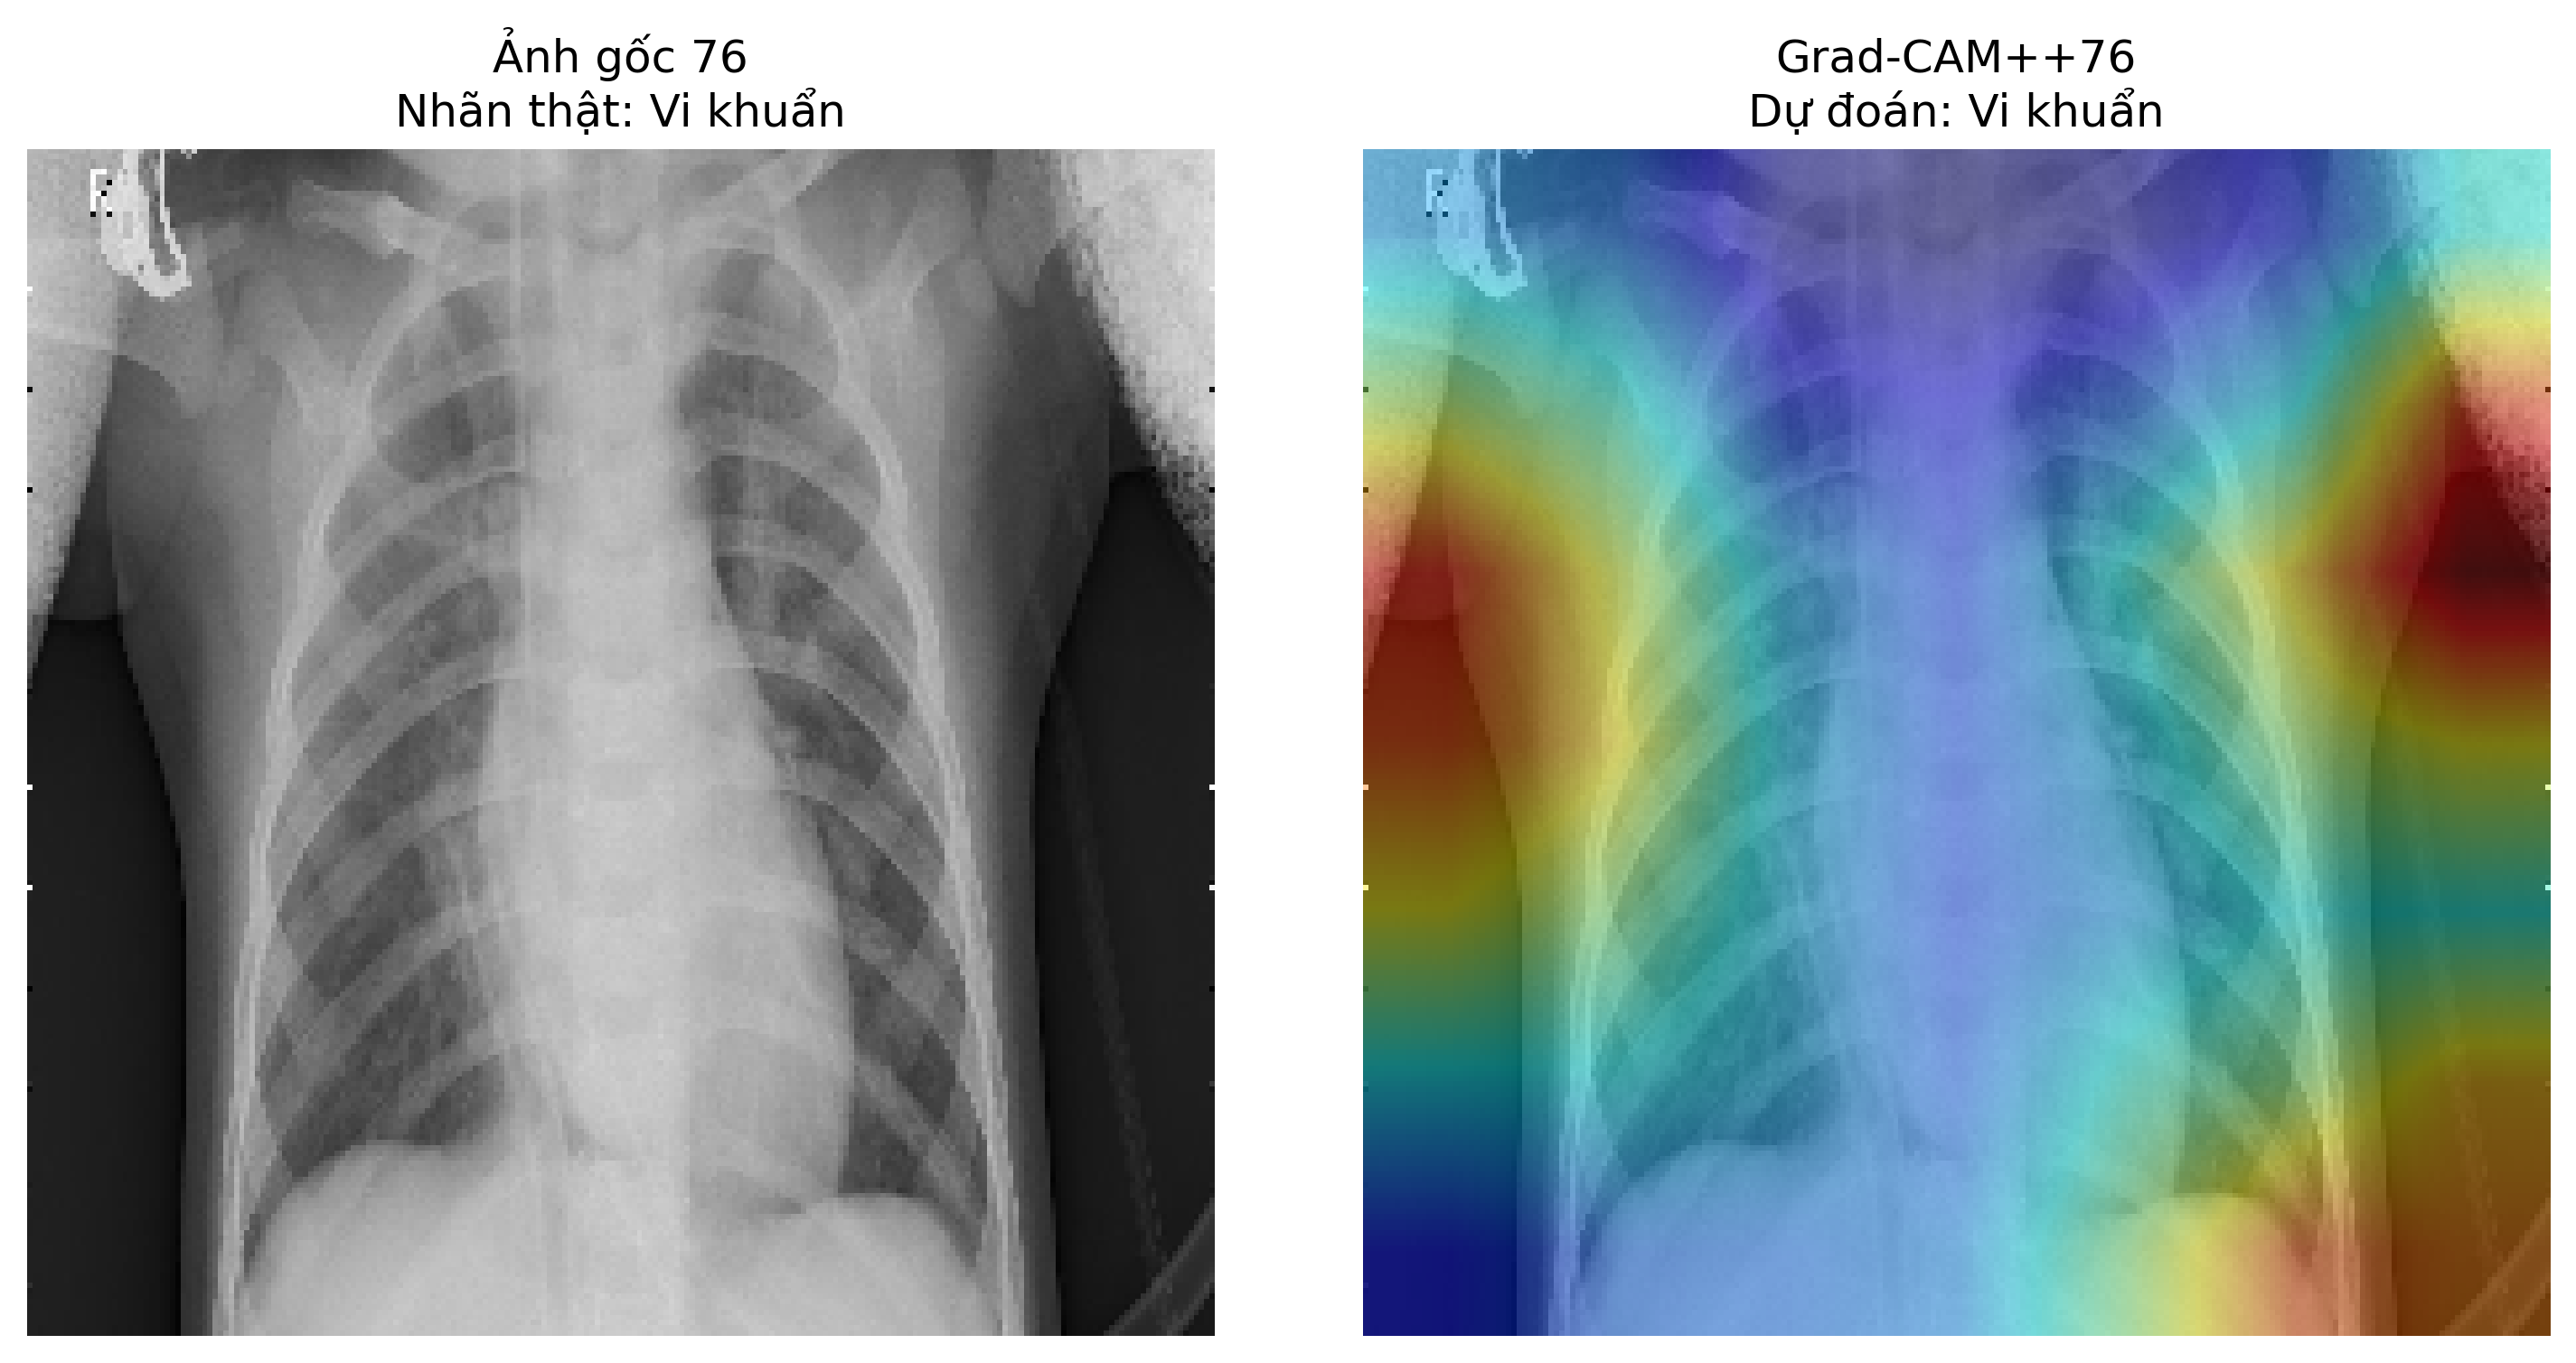 Ảnh gốc 76
Nhãn thật: Vi khuẩn
Grad-CAM++76
Dự đoán: Vi khuẩn